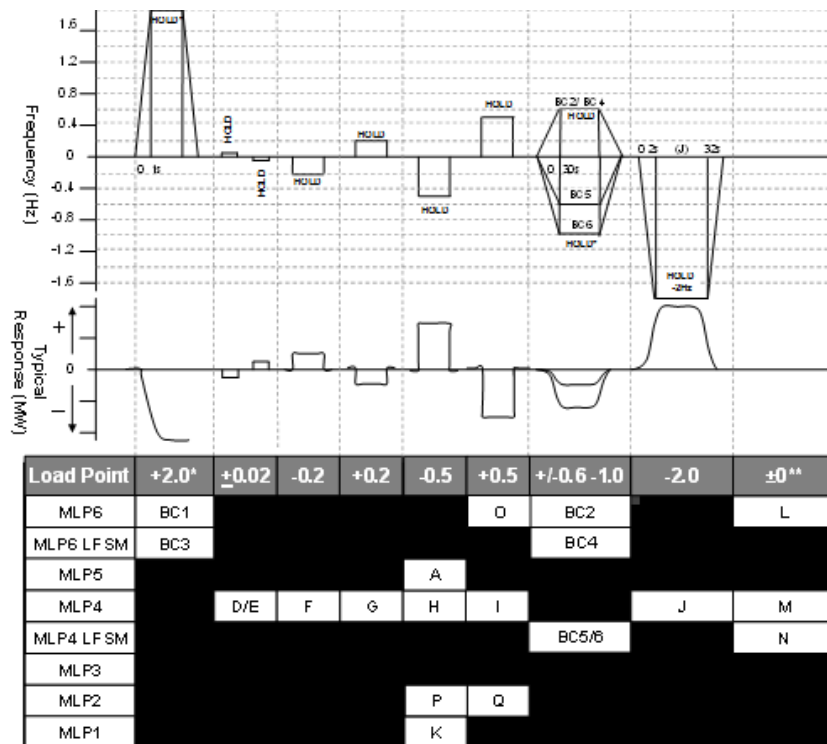 1.6
1.2
0.8
0.4
0
-0.4
-0.8
-1.2
-1.6
Frequency (Hz)
HOLD
0 1s
HOLD
HOLD
HOLD
HOLD
HOLD
HOLD
BC2/ BC4
HOLD
0 30s
BC5
BC6
HOLD*
0 2s (J) 32s
HOLD
-2Hz
+
0
−
Typical
Response (MW)
Load Point +2.0* ±0.02 -0.2 +0.2 -0.5 +0.5 +/-0.6 -1.0 -2.0 ±0**
MLP6 BC1 O BC2 L
MLP6 LFSM BC3 BC4
MLP5 A
MLP4 D/E F G H I J M
MLP4 LFSM BC5/6 N
MLP3
MLP2 P Q
MLP1 K